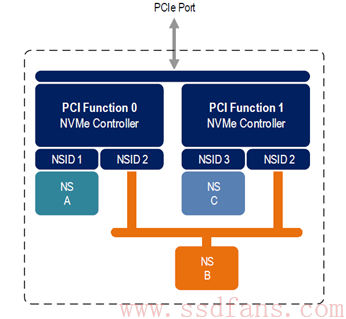 PCIe Port
PCI Function 0
NVMe Controller
PCI Function 1
NVMe Controller
NSID 1
NSID 2
NSID 3
NSID 2
NS
A
NS
C
NS
B
www.ssdfans.com